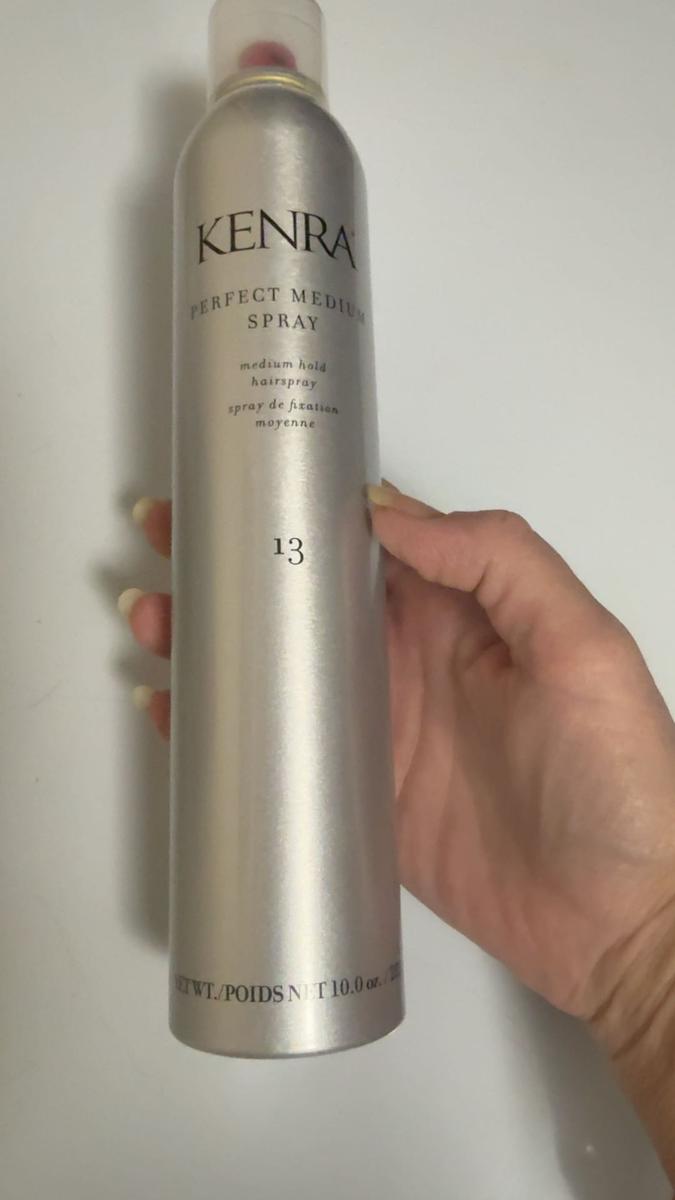 KENRA
PERFECT MEDIUM
SPRAY
medium hold
hairspray
spray de fixation
moyenne
13
WT./POIDS NET 10.0 oz. /